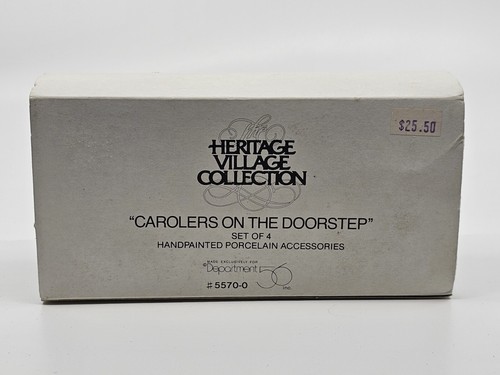 $25.50
The
HERITAGE
VILLAGE
COLLECTION
"CAROLERS ON THE DOORSTEP"
SET OF 4
HANDPAINTED PORCELAIN ACCESSORIES
MADE EXCLUSIVELY FOR
©Department 56 INC.
#5570-0